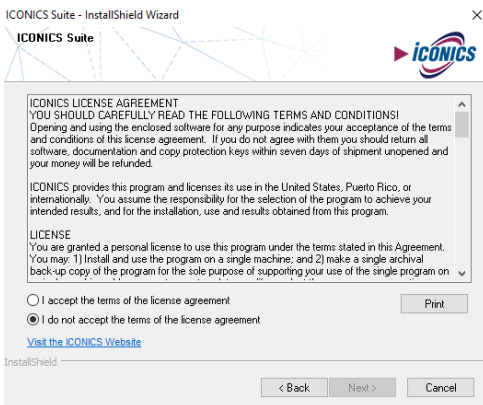 ICONICS Suite - InstallShield Wizard
ICONICS Suite
ICONICS
ICONICS LICENSE AGREEMENT
YOU SHOULD CAREFULLY READ THE FOLLOWING TERMS AND CONDITIONS!
Opening and using the enclosed software for any purpose indicates your acceptance of the terms
and conditions of this license agreement. If you do not agree with them you should return all
software, documentation and copy protection keys within seven days of shipment unopened and
your money will be refunded.
ICONICS provides this program and licenses its use in the United States, Puerto Rico, or
internationally. You assume the responsibility for the selection of the program to achieve your
intended results, and for the installation, use and results obtained from this program.
LICENSE
You are granted a personal license to use this program under the terms stated in this Agreement.
You may: 1) Install and use the program on a single machine; and 2) make a single archival
back-up copy of the program for the sole purpose of supporting your use of the single program on
I accept the terms of the license agreement
Print
I do not accept the terms of the license agreement
Visit the ICONICS Website
InstallShield
< Back
Next >
Cancel